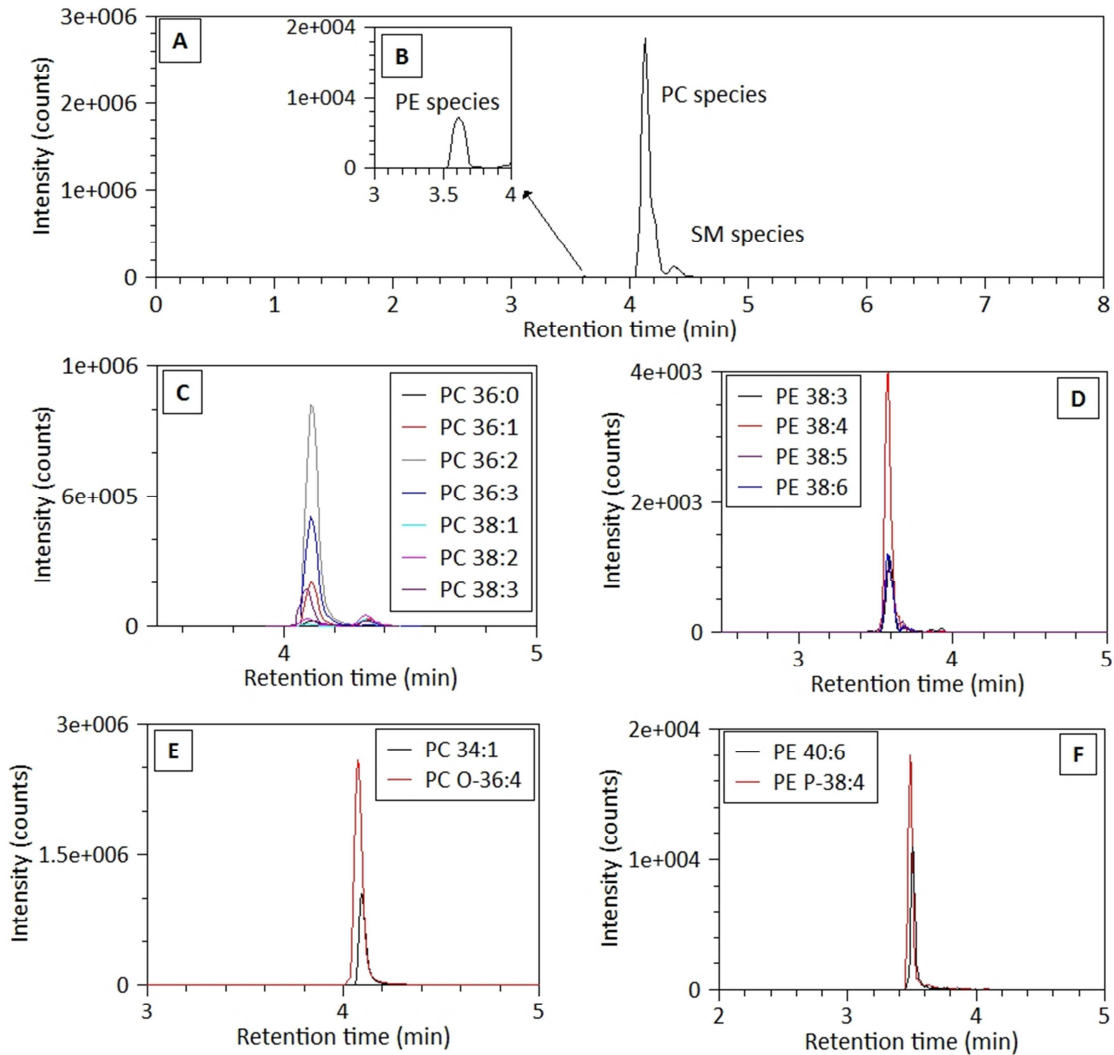 A
Intensity (counts)
3e+006
2e+006
1e+006
0
B
2e+004
1e+004
0
PE species
3 3.5 4
PC species
SM species
0 1 2 3 4 5 6 7 8
Retention time (min)
C
Intensity (counts)
1e+006
6e+005
0
PC 36:0
PC 36:1
PC 36:2
PC 36:3
PC 38:1
PC 38:2
PC 38:3
4 5
Retention time (min)
D
Intensity (counts)
4e+003
2e+003
0
PE 38:3
PE 38:4
PE 38:5
PE 38:6
3 4 5
Retention time (min)
E
Intensity (counts)
3e+006
1.5e+006
0
PC 34:1
PC O-36:4
3 4 5
Retention time (min)
F
Intensity (counts)
2e+004
1e+004
0
PE 40:6
PE P-38:4
2 3 4 5
Retention time (min)